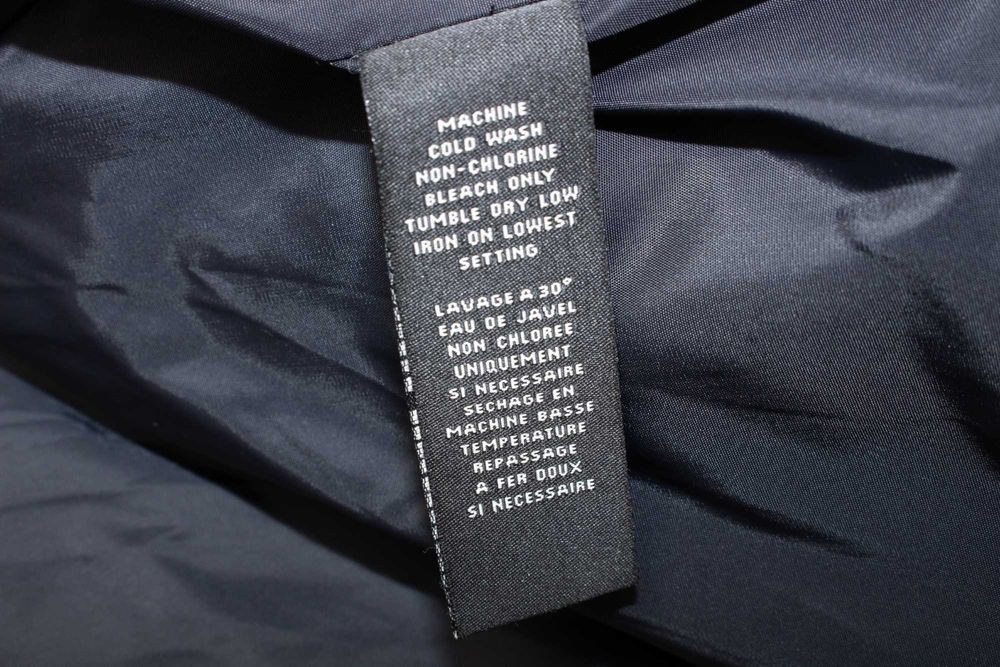 MACHINE
COLD WASH
NON-CHLORINE
BLEACH ONLY
TUMBLE DRY LOW
IRON ON LOWEST
SETTING
LAVAGE A 30°
EAU DE JAVEL
NON CHLOREE
UNIQUEMENT
SI NECESSAIRE
SECHAGE EN
MACHINE BASSE
TEMPERATURE
REPASSAGE
A FER DOUX
SI NECESSAIRE